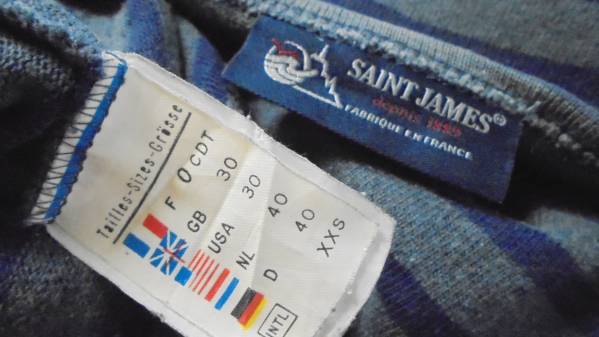 SAINT JAMES®
depuis 1889
FABRIQUE EN FRANCE
Tailles-Sizes-Grösse
F 0 CDT
GB 30
USA 30
NL 40
D 40
INTL XXS